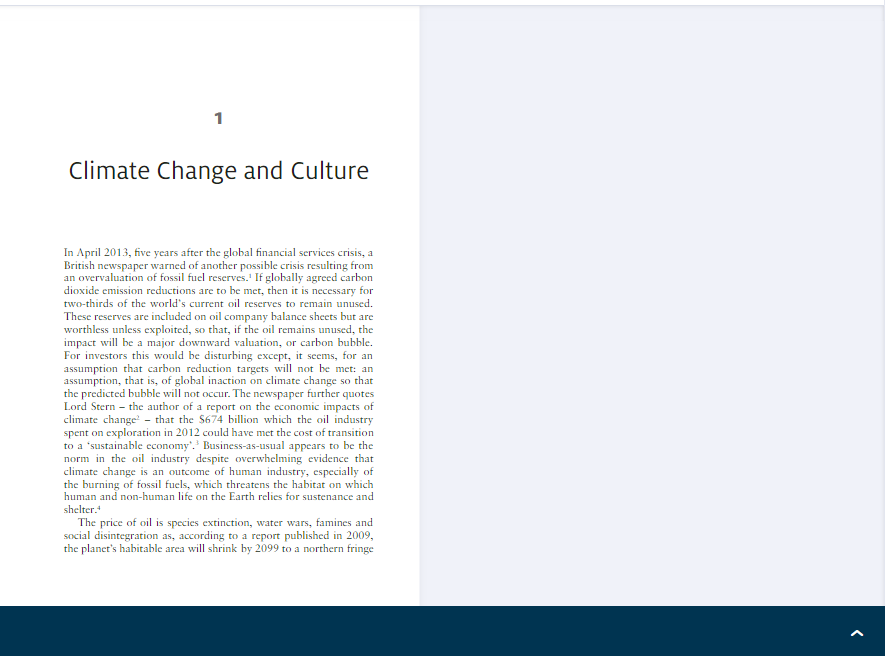 1
Climate Change and Culture
In April 2013, five years after the global financial services crisis, a
British newspaper warned of another possible crisis resulting from
an overvaluation of fossil fuel reserves.¹ If globally agreed carbon
dioxide emission reductions are to be met, then it is necessary for
two-thirds of the world's current oil reserves to remain unused.
These reserves are included on oil company balance sheets but are
worthless unless exploited, so that, if the oil remains unused, the
impact will be a major downward valuation, or carbon bubble.
For investors this would be disturbing except, it seems, for an
assumption that carbon reduction targets will not be met: an
assumption, that is, of global inaction on climate change so that
the predicted bubble will not occur. The newspaper further quotes
Lord Stern – the author of a report on the economic impacts of
climate change² – that the $674 billion which the oil industry
spent on exploration in 2012 could have met the cost of transition
to a ‘sustainable economy’.³ Business-as-usual appears to be the
norm in the oil industry despite overwhelming evidence that
climate change is an outcome of human industry, especially of
the burning of fossil fuels, which threatens the habitat on which
human and non-human life on the Earth relies for sustenance and
shelter.⁴
The price of oil is species extinction, water wars, famines and
social disintegration as, according to a report published in 2009,
the planet's habitable area will shrink by 2099 to a northern fringe